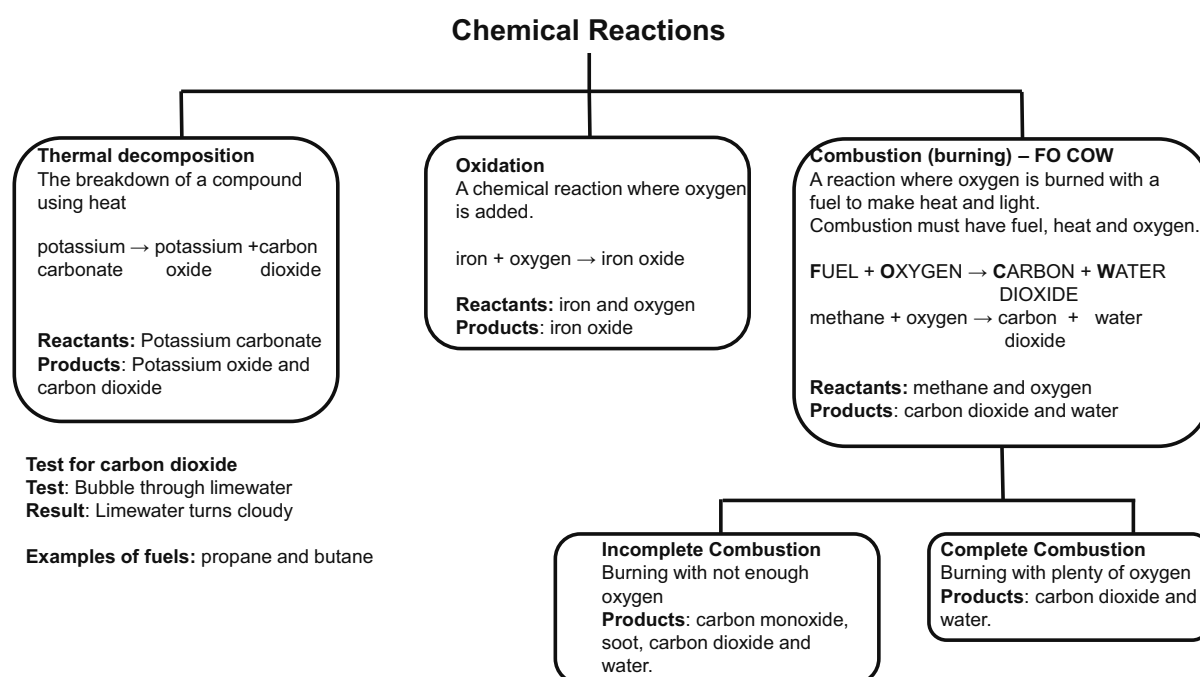 Chemical Reactions
Thermal decomposition
The breakdown of a compound
using heat
potassium → potassium +carbon
carbonate oxide dioxide
Reactants: Potassium carbonate
Products: Potassium oxide and
carbon dioxide
Oxidation
A chemical reaction where oxygen
is added.
iron + oxygen → iron oxide
Reactants: iron and oxygen
Products: iron oxide
Combustion (burning) – FO COW
A reaction where oxygen is burned with a
fuel to make heat and light.
Combustion must have fuel, heat and oxygen.
FUEL + OXYGEN → CARBON + WATER
DIOXIDE
methane + oxygen → carbon + water
dioxide
Reactants: methane and oxygen
Products: carbon dioxide and water
Test for carbon dioxide
Test: Bubble through limewater
Result: Limewater turns cloudy
Examples of fuels: propane and butane
Incomplete Combustion
Burning with not enough
oxygen
Products: carbon monoxide,
soot, carbon dioxide and
water.
Complete Combustion
Burning with plenty of oxygen
Products: carbon dioxide and
water.